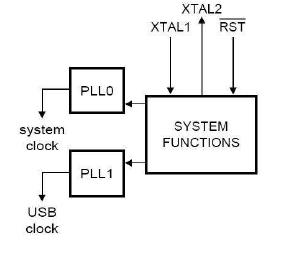 XTAL2
XTAL1
RST
PLL0
SYSTEM
FUNCTIONS
system
clock
PLL1
USB
clock